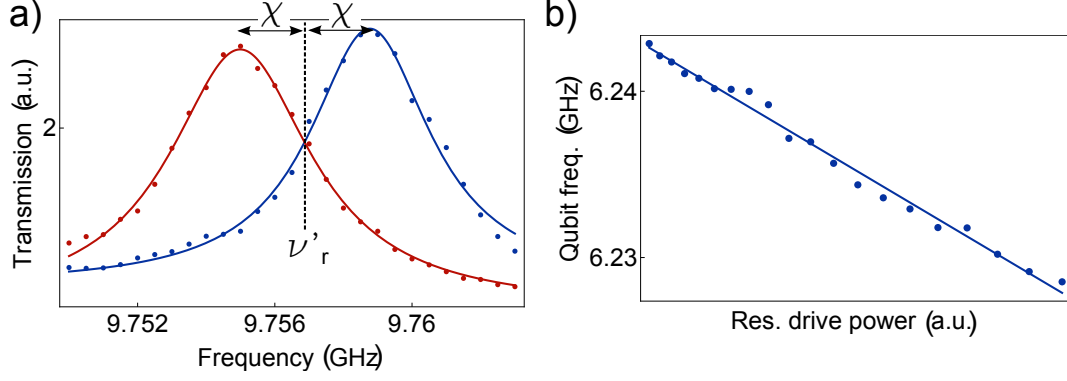 a)
χ χ
2
Transmission (a.u.)
ν'r
9.752 9.756 9.76
Frequency (GHz)
b)
6.24
6.23
Qubit freq. (GHz)
Res. drive power (a.u.)